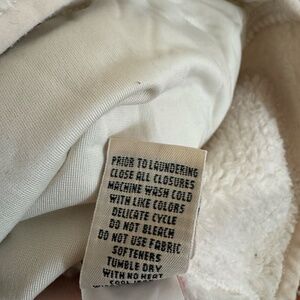 PRIOR TO LAUNDERING
CLOSE ALL CLOSURES
MACHINE WASH COLD
WITH LIKE COLORS
DELICATE CYCLE
DO NOT BLEACH
DO NOT USE FABRIC
SOFTENERS
TUMBLE DRY
WITH NO HEAT
COOL